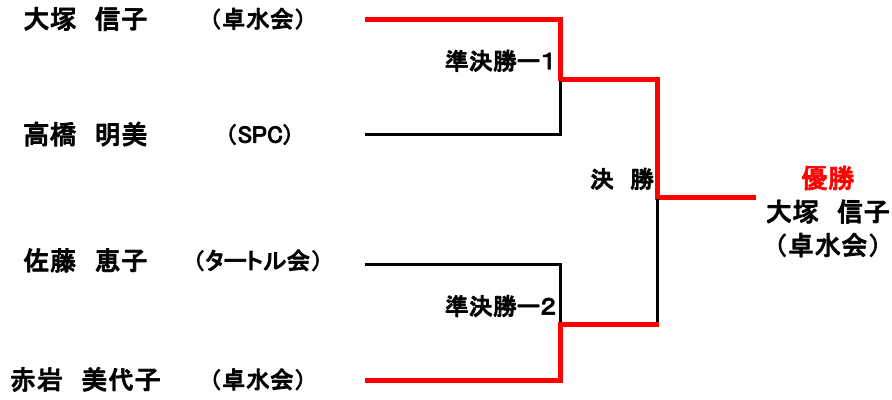 大塚　信子　（卓水会）
準決勝ー１
高橋　明美　（SPC）
決　勝
優勝
大塚　信子
（卓水会）
佐藤　恵子　（タートル会）
準決勝ー２
赤岩　美代子　（卓水会）